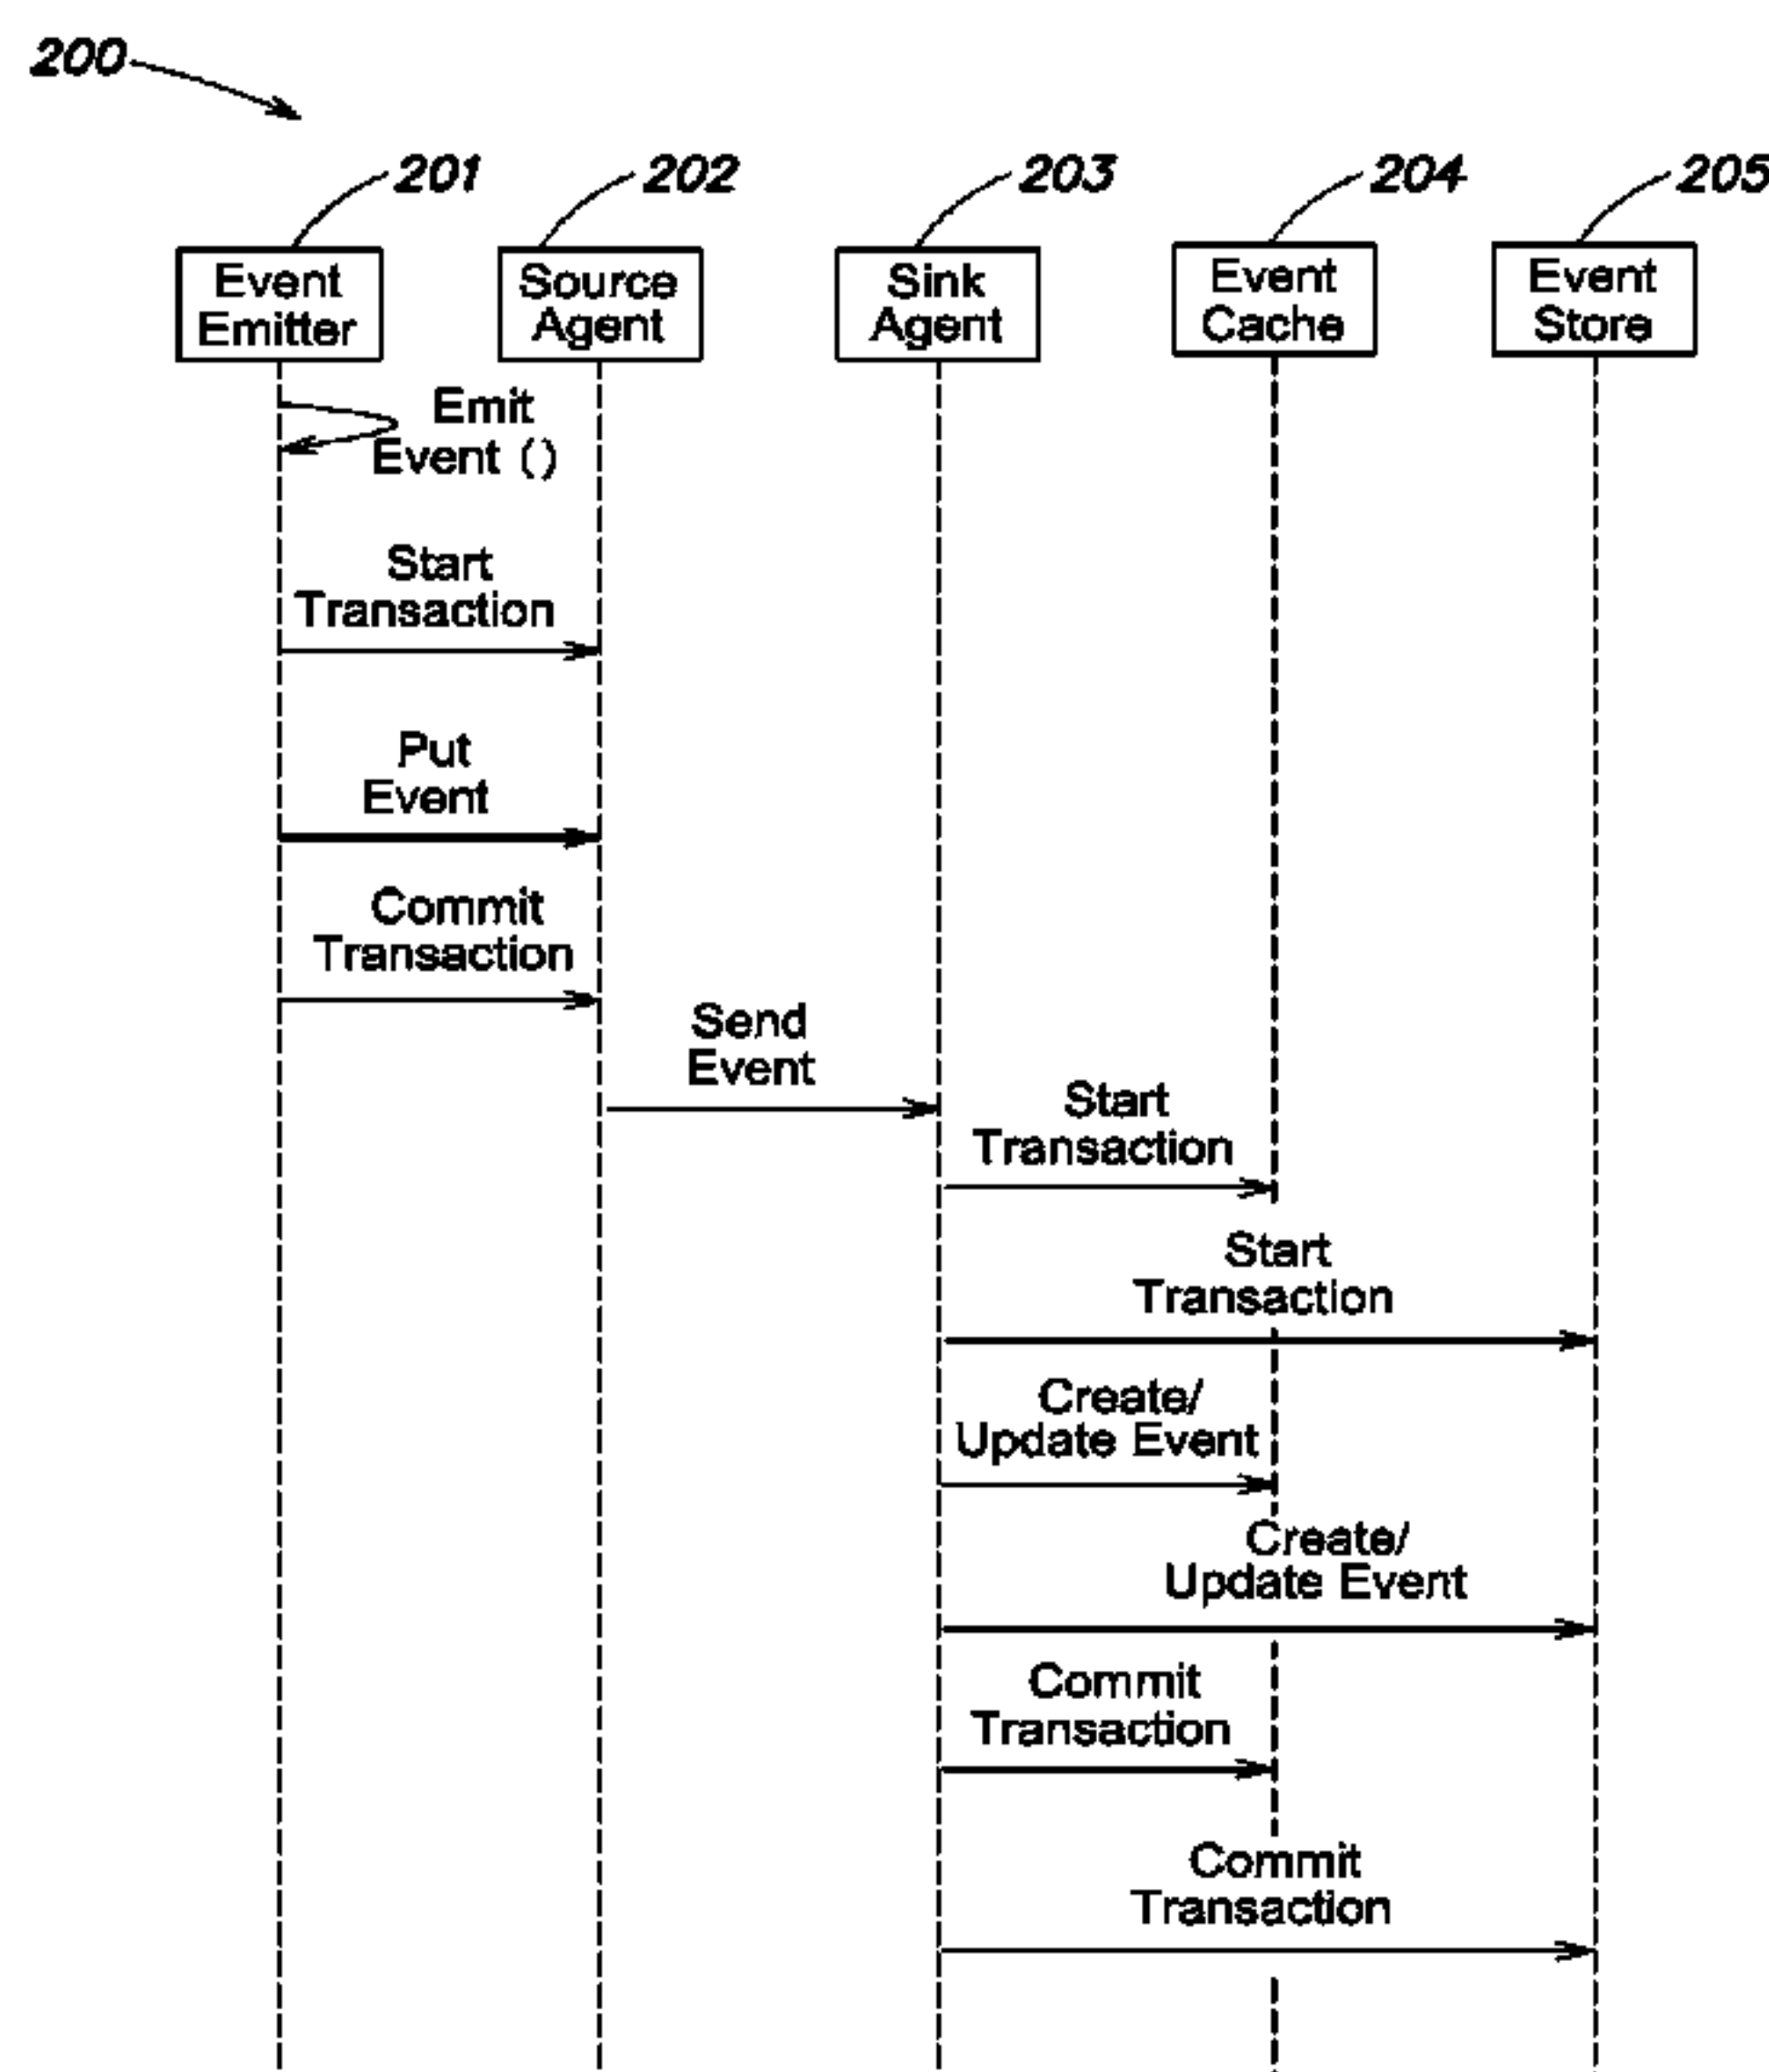 200
201
202
203
204
205
Event
Emitter
Source
Agent
Sink
Agent
Event
Cache
Event
Store
Emit
Event ()
Start
Transaction
Put
Event
Commit
Transaction
Send
Event
Start
Transaction
Start
Transaction
Create/
Update Event
Create/
Update Event
Commit
Transaction
Commit
Transaction